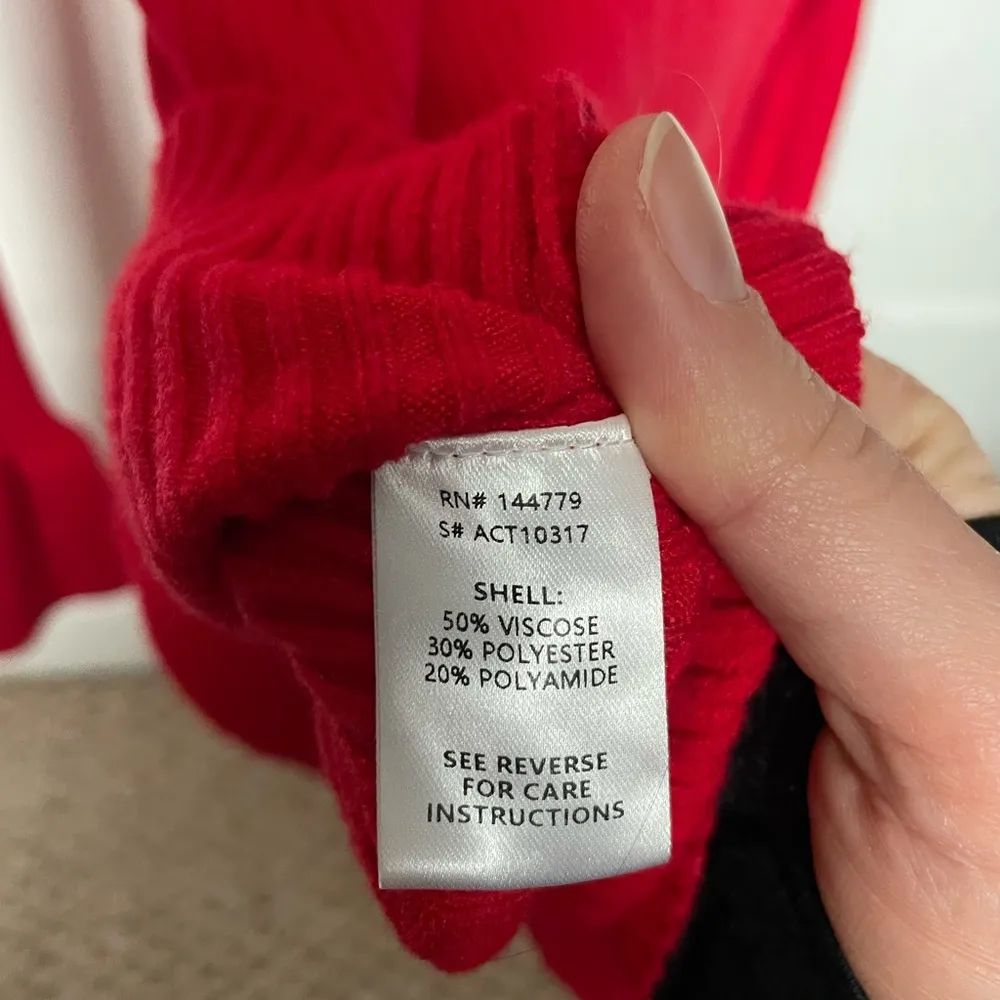 RN# 144779
S# ACT10317
SHELL:
50% VISCOSE
30% POLYESTER
20% POLYAMIDE
SEE REVERSE
FOR CARE
INSTRUCTIONS